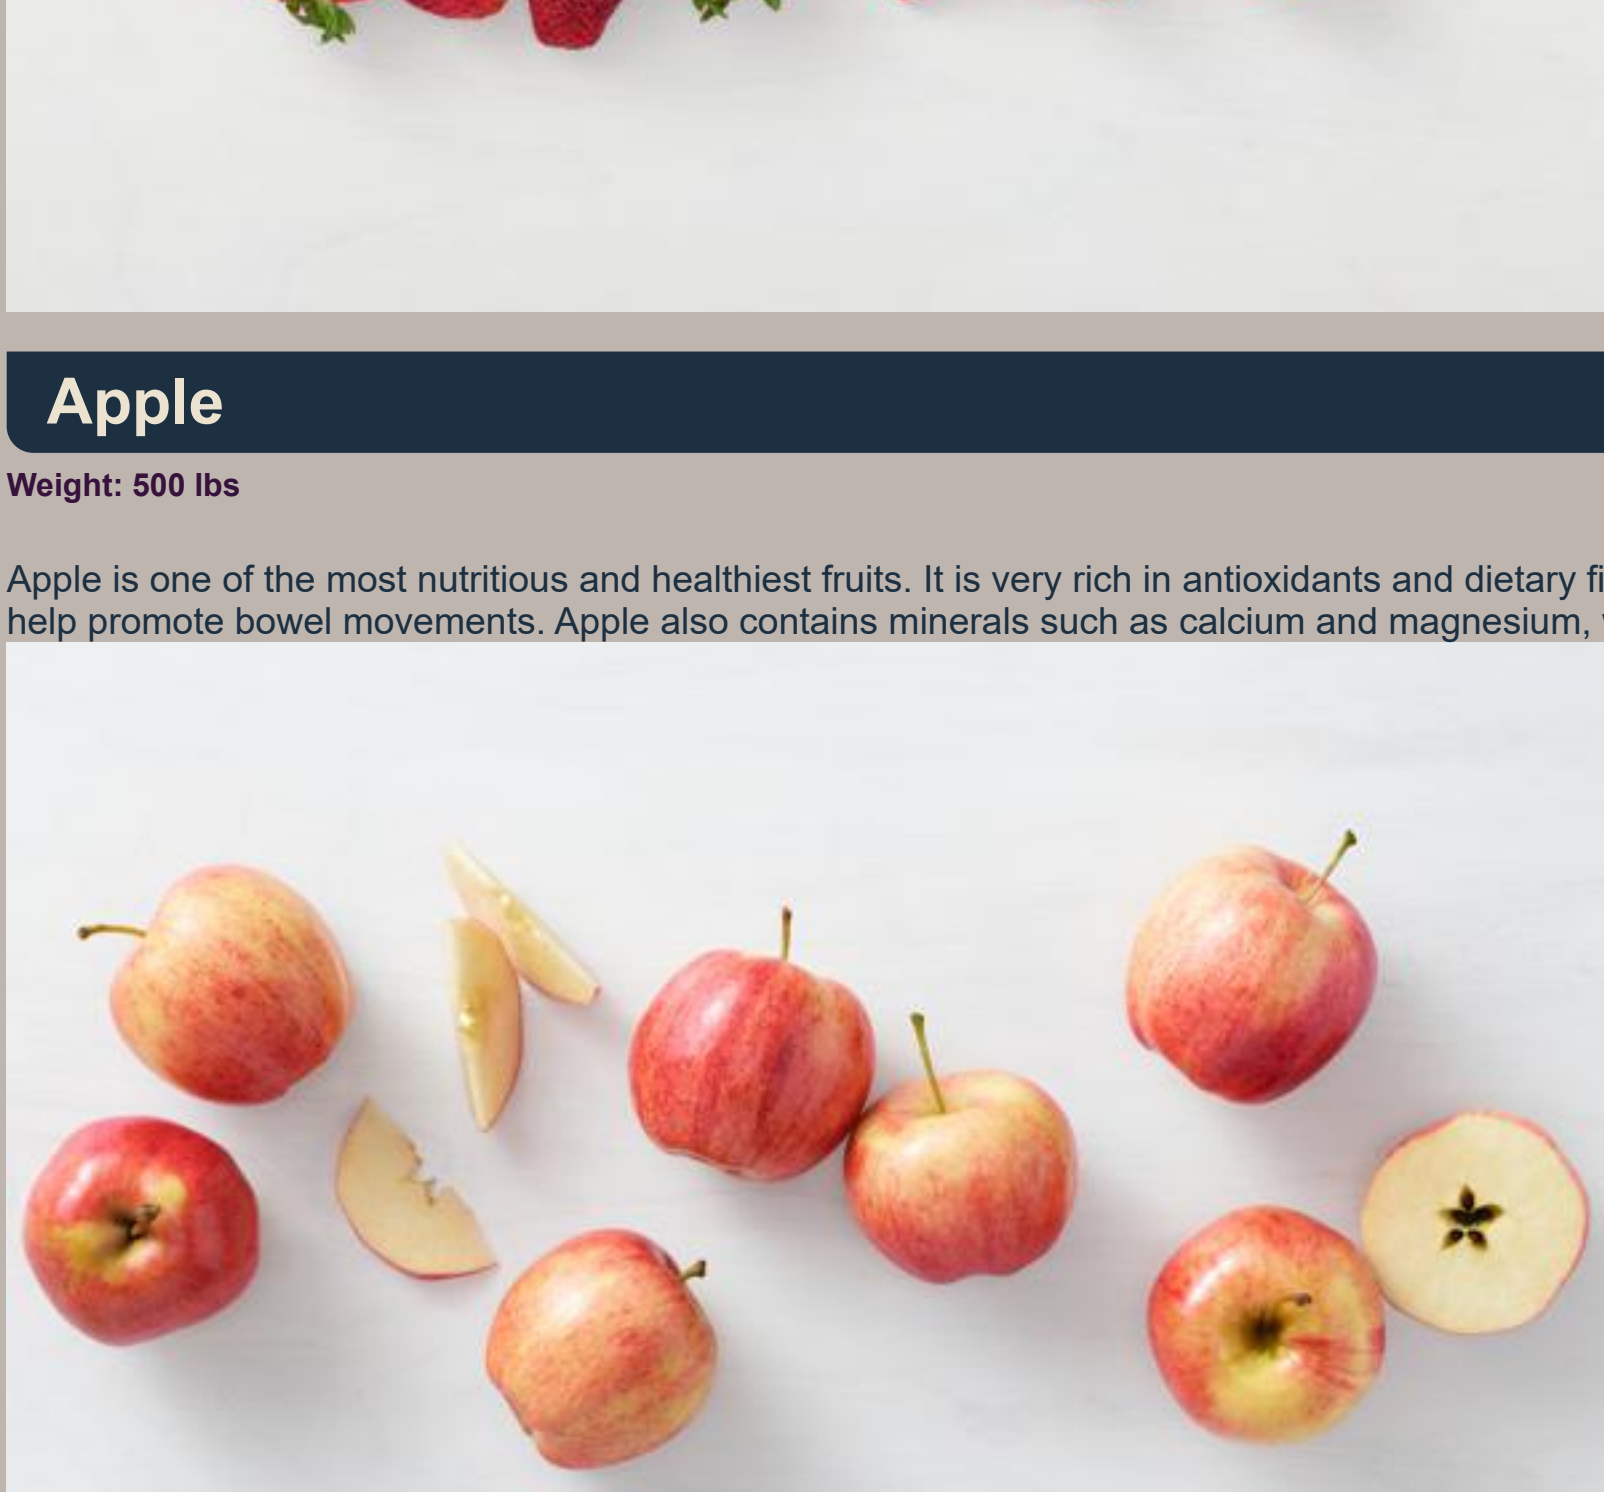 Apple
Weight: 500 lbs
Apple is one of the most nutritious and healthiest fruits. It is very rich in antioxidants and dietary
help promote bowel movements. Apple also contains minerals such as calcium and magnesium,